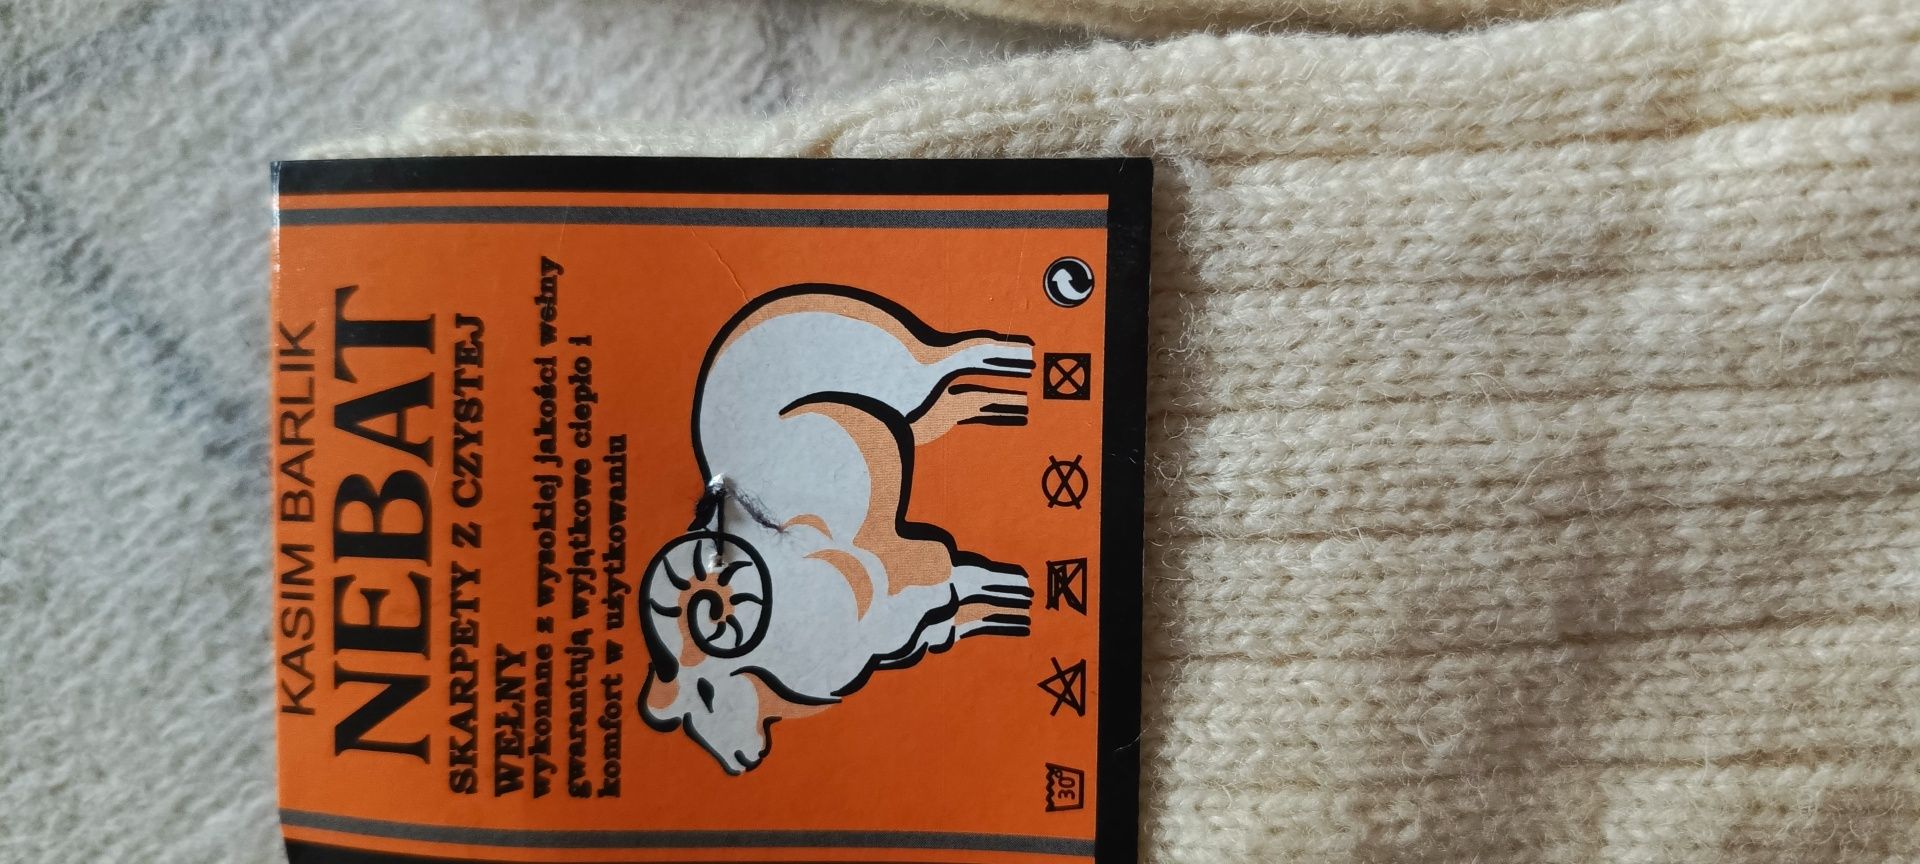 KASIM BARLIK
NEBAT
SKARPETY Z CZYSTEJ
WEŁNY
wykonane z wysokiej jakości wełny
gwarantują wyjątkowe ciepło i
komfort w użytkowaniu
30°